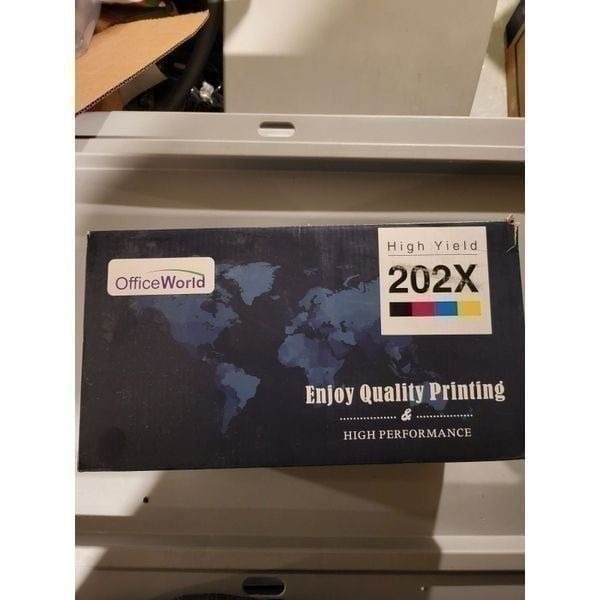 OfficeWorld
High Yield
202X
Enjoy Quality Printing
&
HIGH PERFORMANCE